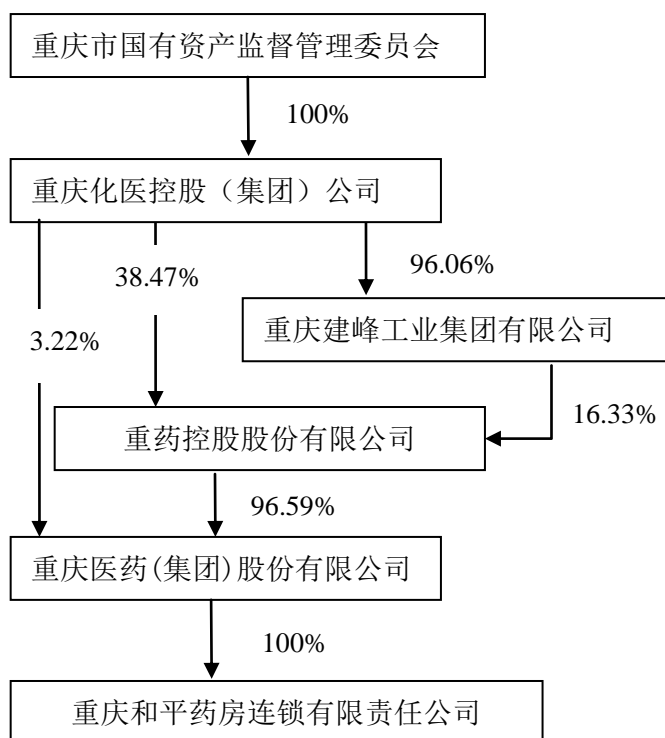 重庆市国有资产监督管理委员会
100%
重庆化医控股（集团）公司
38.47%
96.06%
3.22%
重庆建峰工业集团有限公司
16.33%
重药控股股份有限公司
96.59%
重庆医药(集团)股份有限公司
100%
重庆和平药房连锁有限责任公司